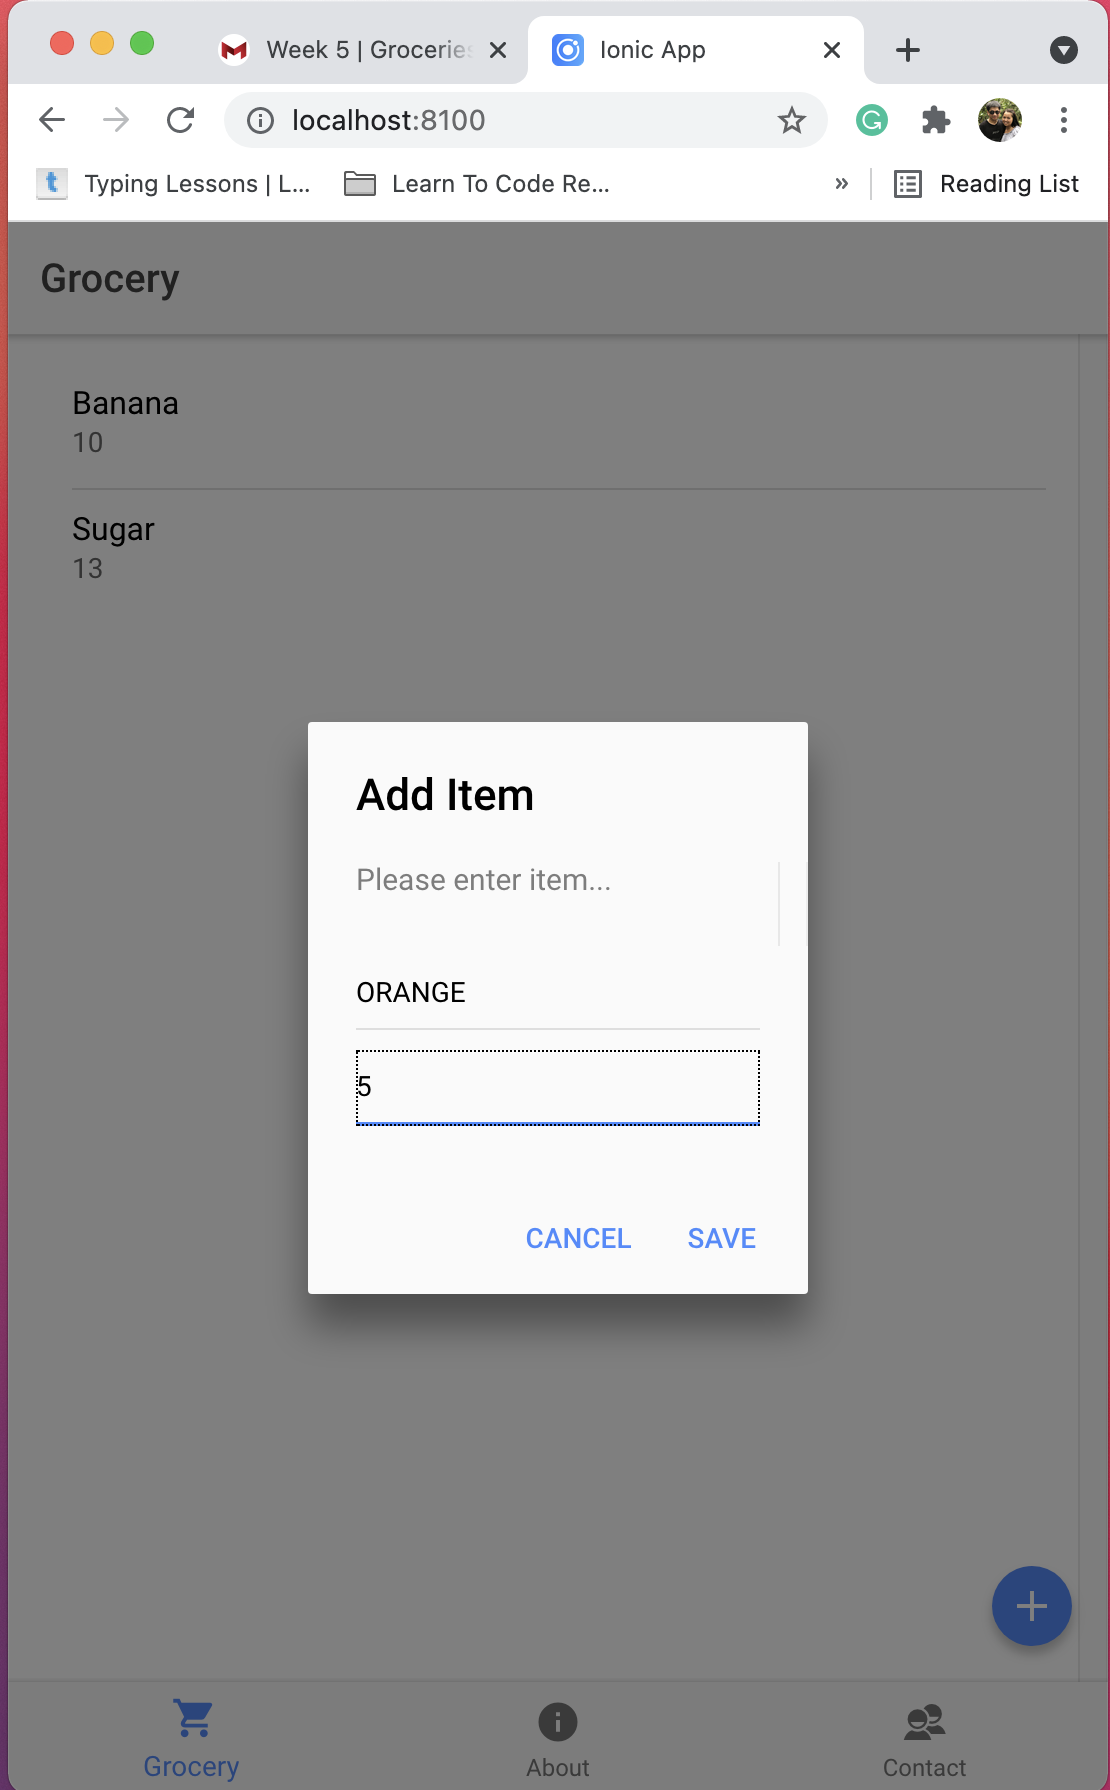 Week 5 | Groceries
Ionic App
localhost:8100
Typing Lessons | L...
Learn To Code Re...
»
Reading List
Grocery
Banana
10
Sugar
13
Add Item
Please enter item...
ORANGE
5
CANCEL
SAVE
Grocery
About
Contact